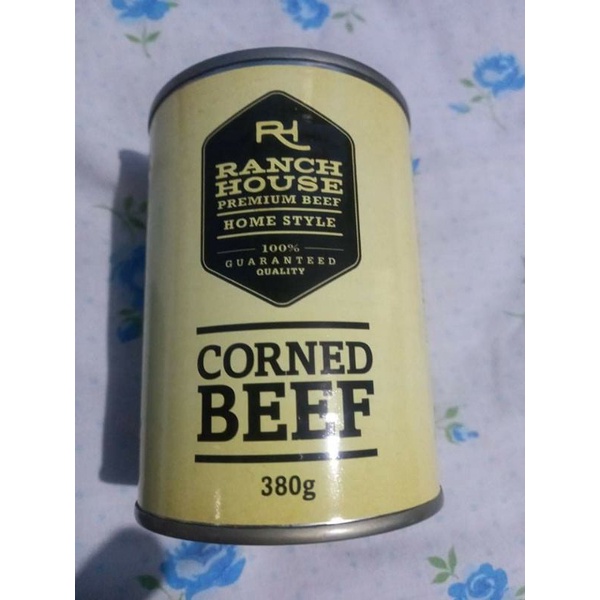 RH
RANCH
HOUSE
PREMIUM BEEF
HOME STYLE
100%
GUARANTEED
QUALITY
CORNED
BEEF
380g